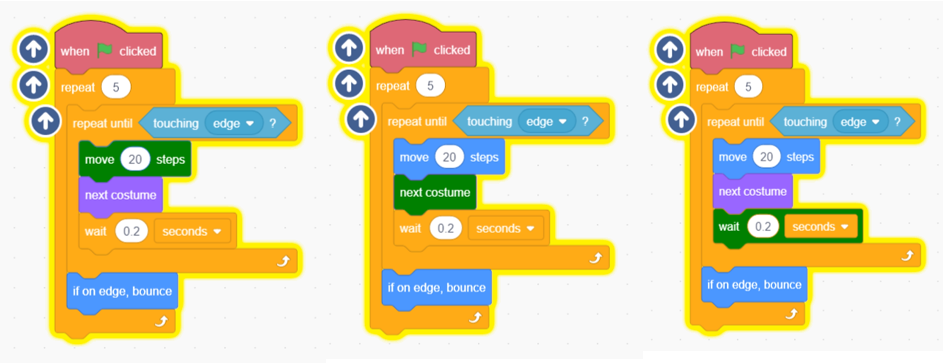 when clicked
repeat 5
repeat until touching edge ?
move 20 steps
next costume
wait 0.2 seconds
if on edge, bounce
when clicked
repeat 5
repeat until touching edge ?
move 20 steps
next costume
wait 0.2 seconds
if on edge, bounce
when clicked
repeat 5
repeat until touching edge ?
move 20 steps
next costume
wait 0.2 seconds
if on edge, bounce